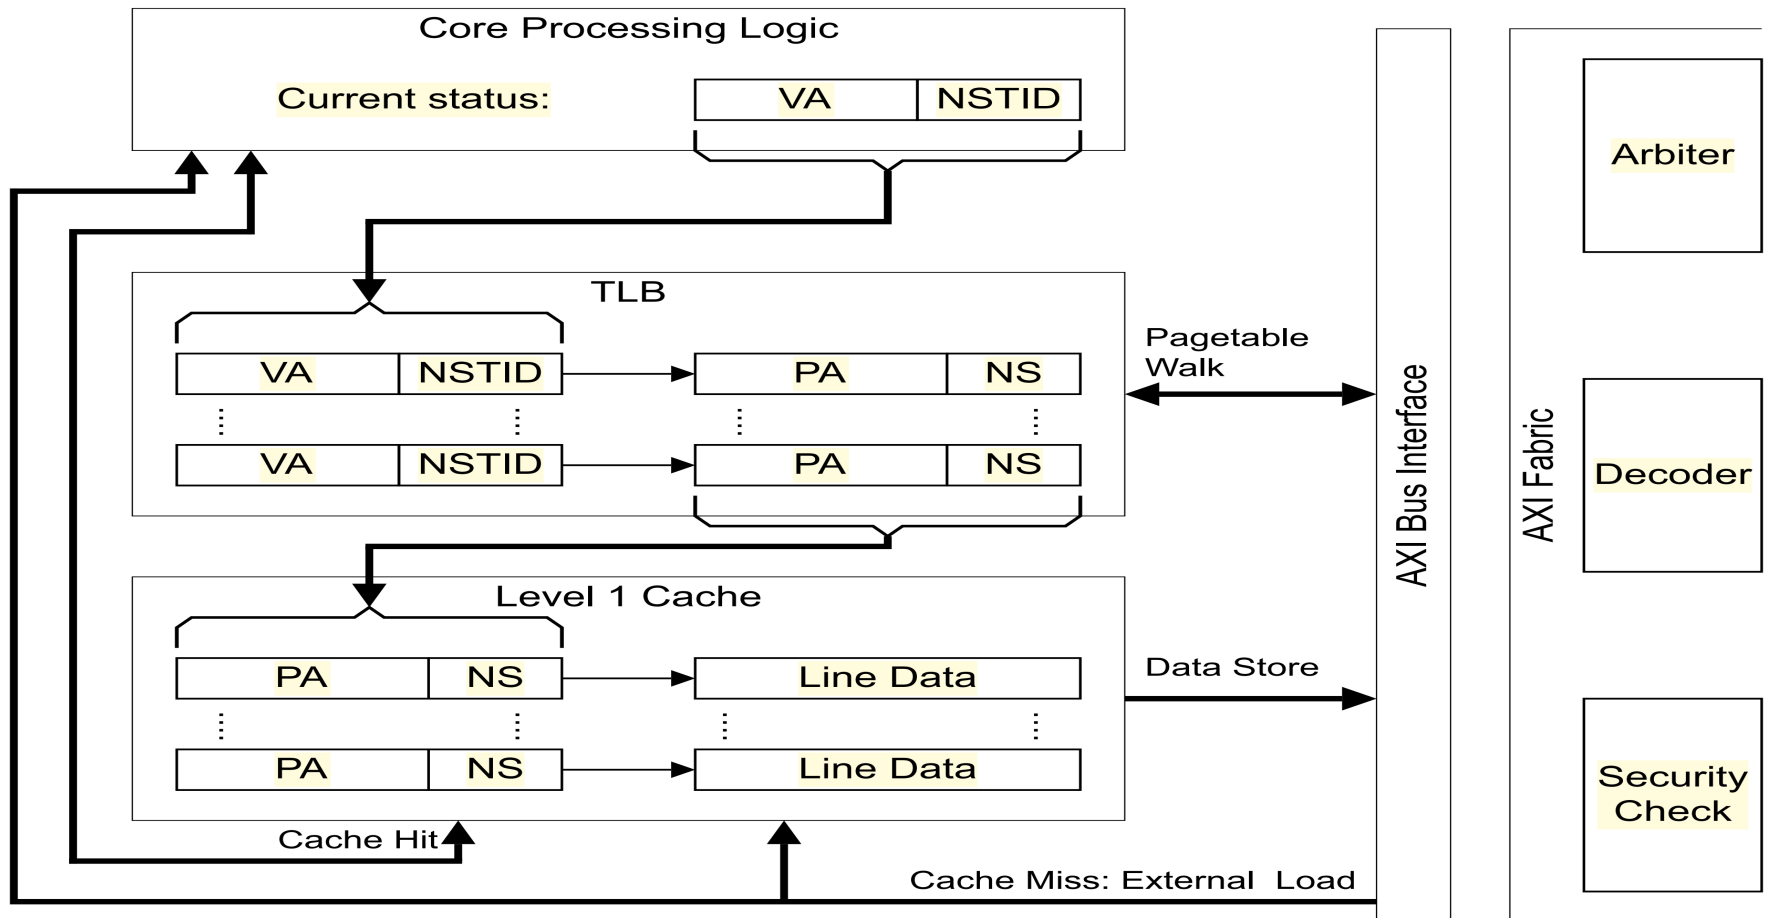 Core Processing Logic
Current status:
VA
NSTID
TLB
VA
NSTID
PA
NS
VA
NSTID
PA
NS
Pagetable
Walk
Level 1 Cache
PA
NS
Line Data
PA
NS
Line Data
Data Store
Cache Hit
Cache Miss: External Load
AXI Bus Interface
AXI Fabric
Arbiter
Decoder
Security
Check